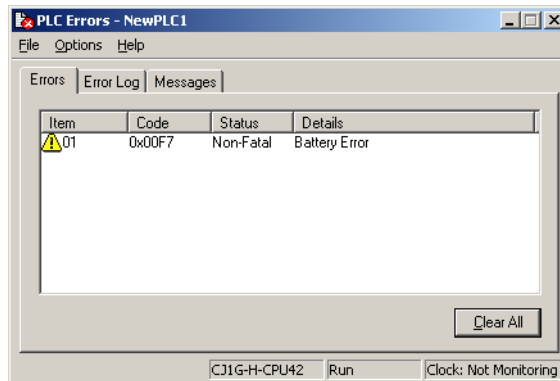 PLC Errors - NewPLC1
File Options Help
Errors Error Log Messages
Item Code Status Details
01 0x00F7 Non-Fatal Battery Error
Clear All
CJ1G-H-CPU42 Run Clock: Not Monitoring